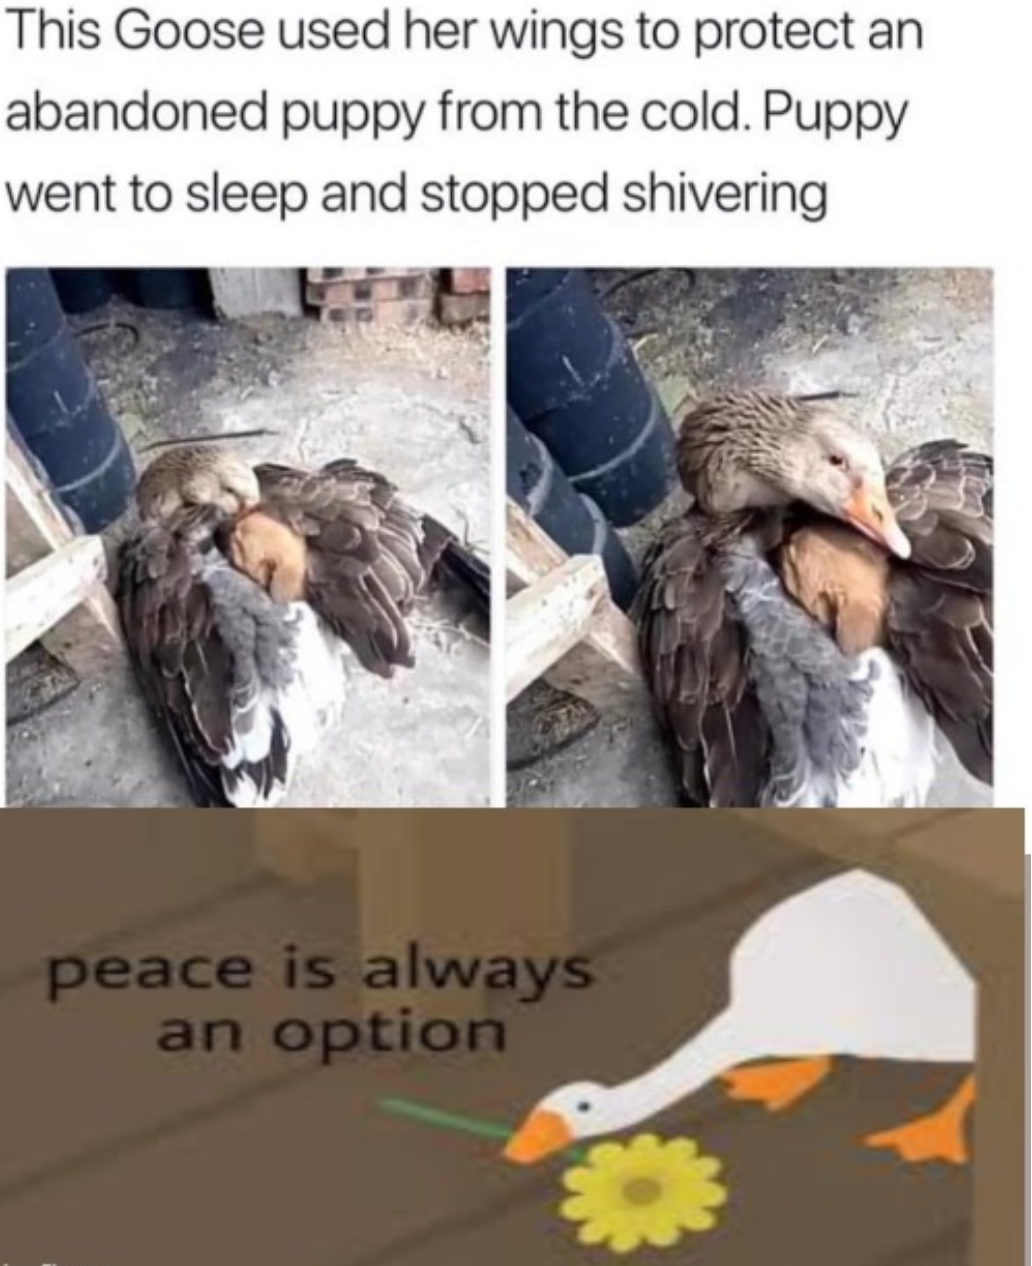 This Goose used her wings to protect an
abandoned puppy from the cold. Puppy
went to sleep and stopped shivering
peace is always
an option